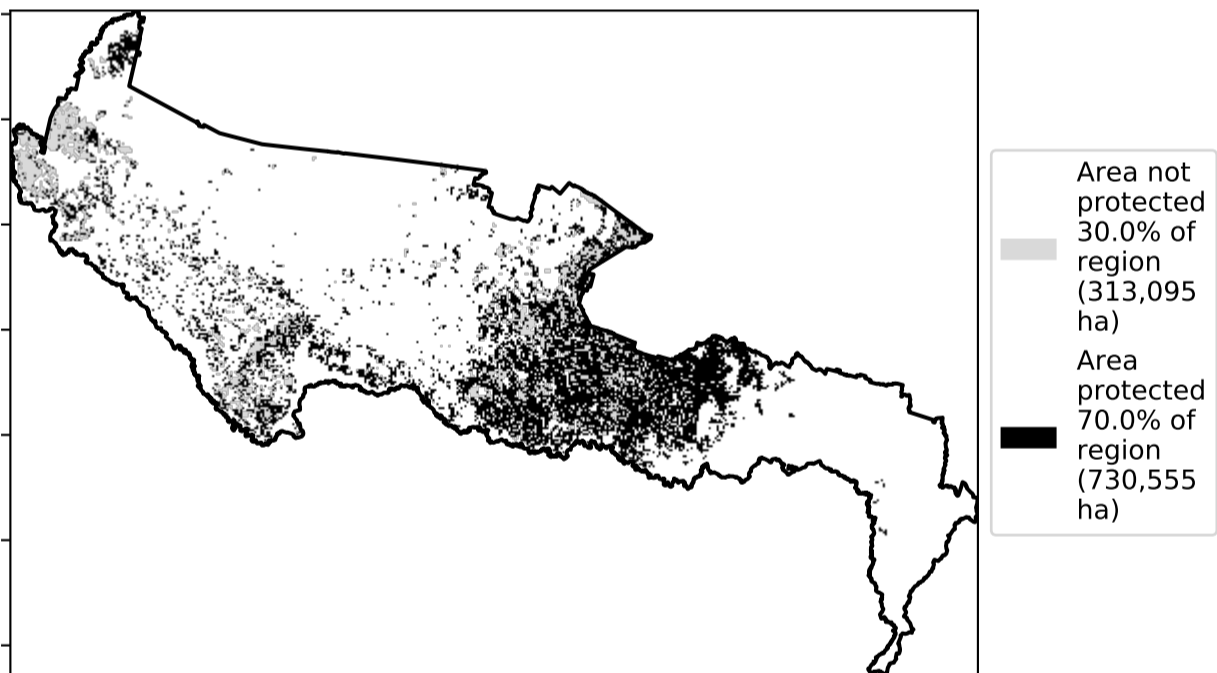 Area not
protected
30.0% of
region
(313,095
ha)
Area
protected
70.0% of
region
(730,555
ha)